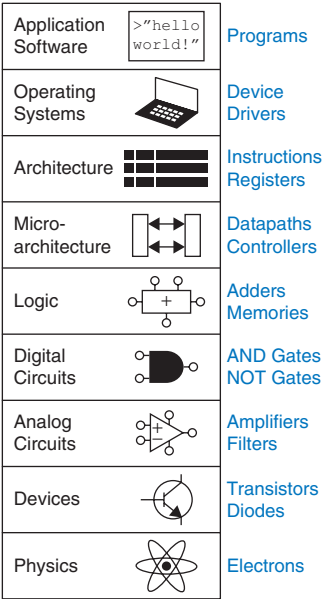 Application
Software
>"hello
world!"
Programs
Operating
Systems
Device
Drivers
Architecture
Instructions
Registers
Micro-
architecture
Datapaths
Controllers
Logic
+
Adders
Memories
Digital
Circuits
AND Gates
NOT Gates
Analog
Circuits
+
−
Amplifiers
Filters
Devices
Transistors
Diodes
Physics
Electrons